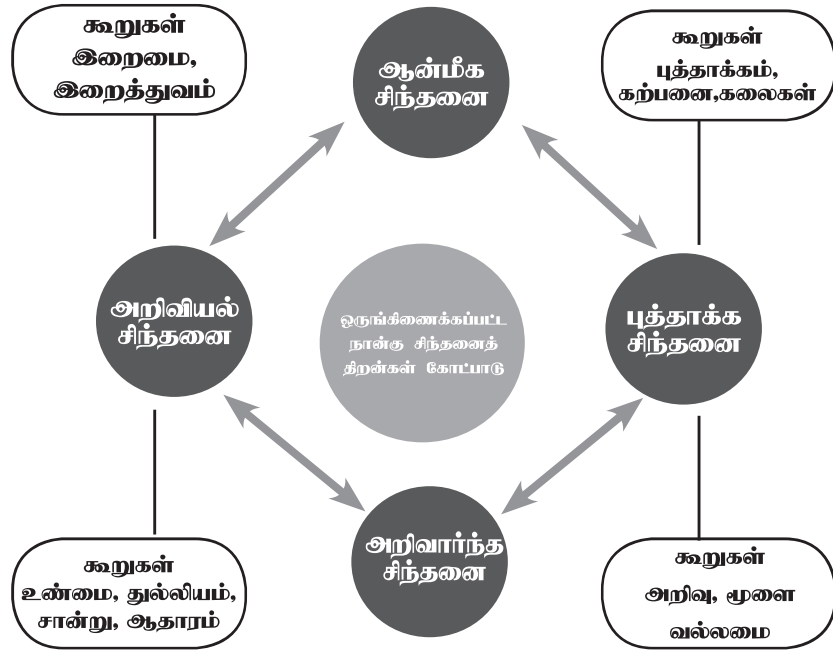 கூறுகள்
இறைமை,
இறைத்துவம்
ஆன்மீக
சிந்தனை
கூறுகள்
புத்தாக்கம்,
கற்பனை,கலைகள்
அறிவியல்
சிந்தனை
ஒருங்கிணைக்கப்பட்ட
நான்கு சிந்தனைத்
திறன்கள் கோட்பாடு
புத்தாக்க
சிந்தனை
அறிவார்ந்த
சிந்தனை
கூறுகள்
உண்மை, துல்லியம்,
சான்று, ஆதாரம்
கூறுகள்
அறிவு, மூளை
வல்லமை